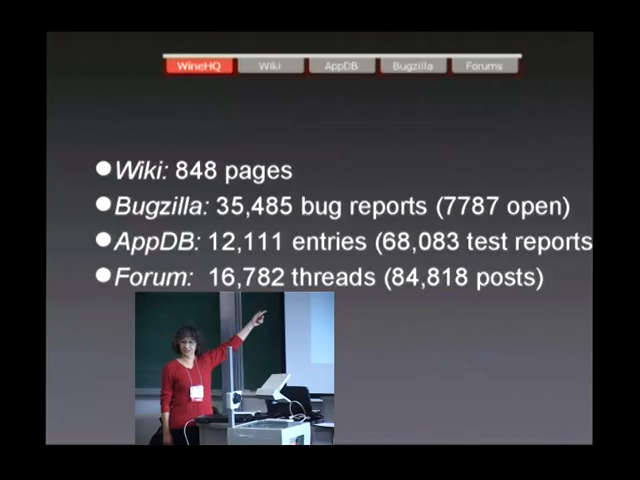 WineHQ Wiki AppDB Bugzilla Forums
Wiki: 848 pages
Bugzilla: 35,485 bug reports (7787 open)
AppDB: 12,111 entries (68,083 test reports
Forum: 16,782 threads (84,818 posts)